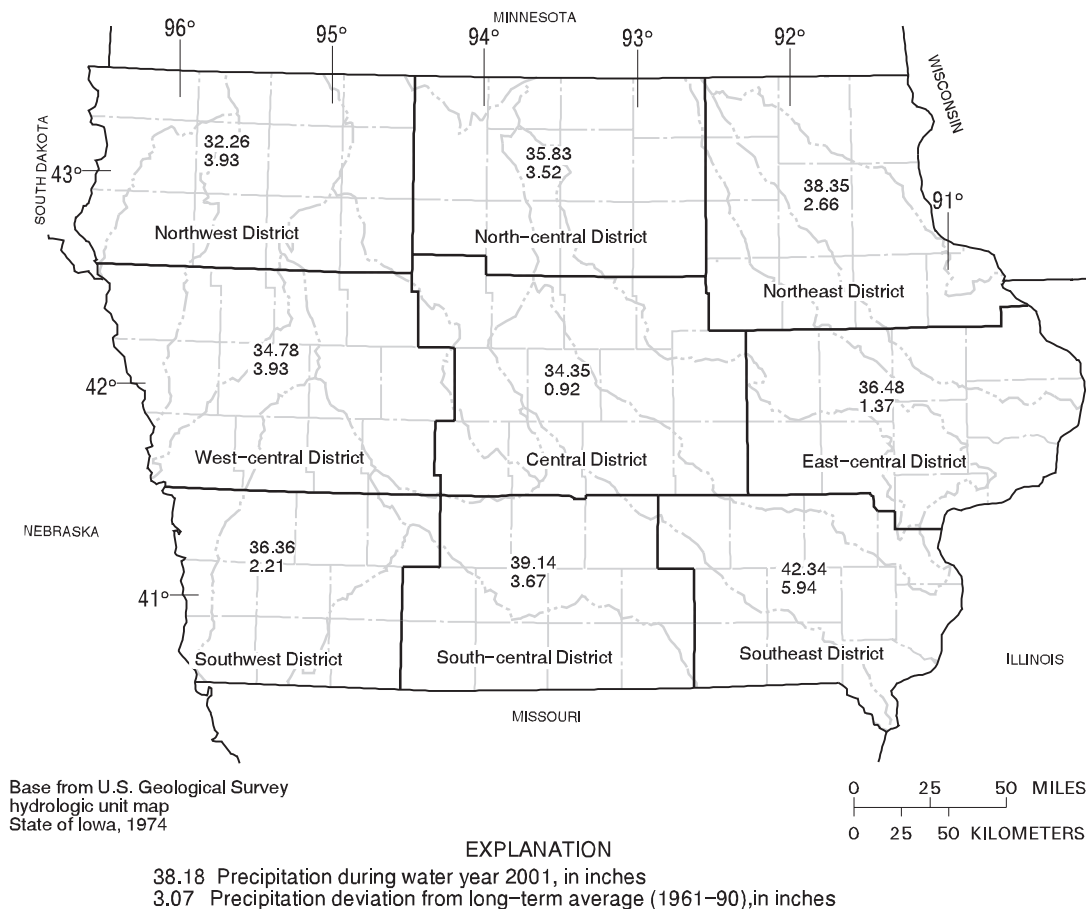 MINNESOTA
96°
95°
94°
93°
92°
WISCONSIN
SOUTH DAKOTA
43°
32.26
3.93
35.83
3.52
38.35
2.66
91°
Northwest District
North-central District
Northeast District
42°
34.78
3.93
34.35
0.92
36.48
1.37
West-central District
Central District
East-central District
NEBRASKA
36.36
2.21
39.14
3.67
42.34
5.94
41°
Southwest District
South-central District
Southeast District
ILLINOIS
MISSOURI
Base from U.S. Geological Survey
hydrologic unit map
State of Iowa, 1974
0 25 50 MILES
0 25 50 KILOMETERS
EXPLANATION
38.18 Precipitation during water year 2001, in inches
3.07 Precipitation deviation from long-term average (1961-90),in inches